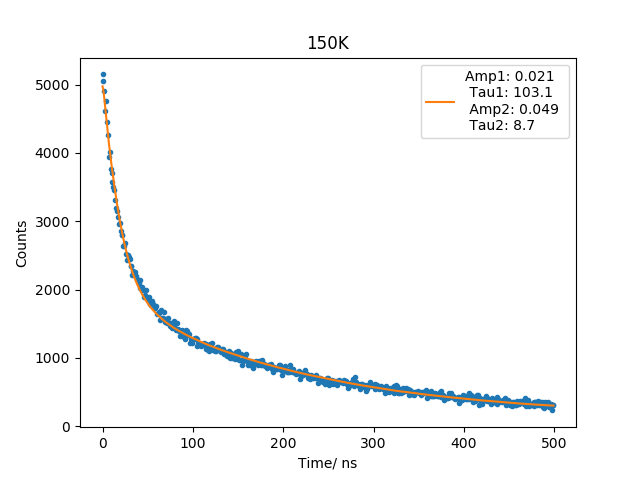 150K
Amp1: 0.021
Tau1: 103.1
Amp2: 0.049
Tau2: 8.7
5000
4000
3000
2000
1000
0
Counts
0 100 200 300 400 500
Time/ ns